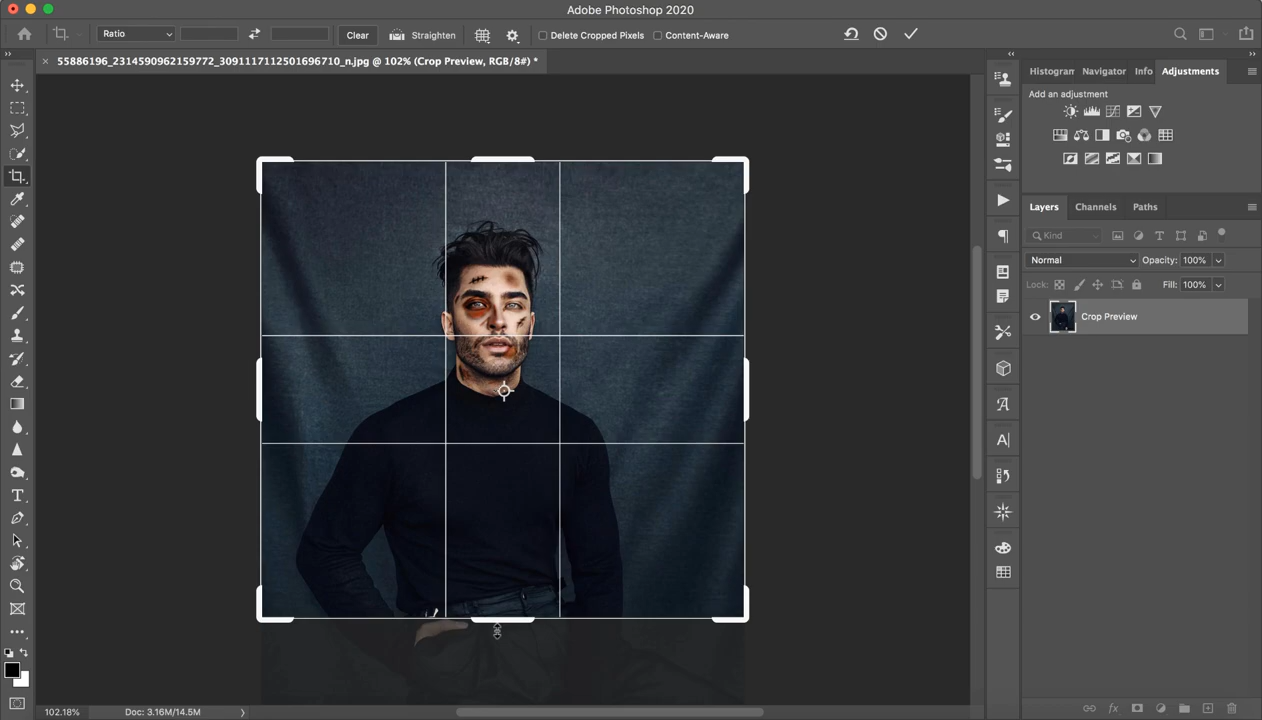 Adobe Photoshop 2020
Ratio
Clear
Straighten
Delete Cropped Pixels
Content-Aware
55886196_2314590962159772_3091117112501696710_n.jpg @ 102% (Crop Preview, RGB/8#) *
Histogram
Navigator
Info
Adjustments
Add an adjustment
Layers
Channels
Paths
Kind
Normal
Opacity: 100%
Lock:
Fill: 100%
Crop Preview
102.18%
Doc: 3.16M/14.5M